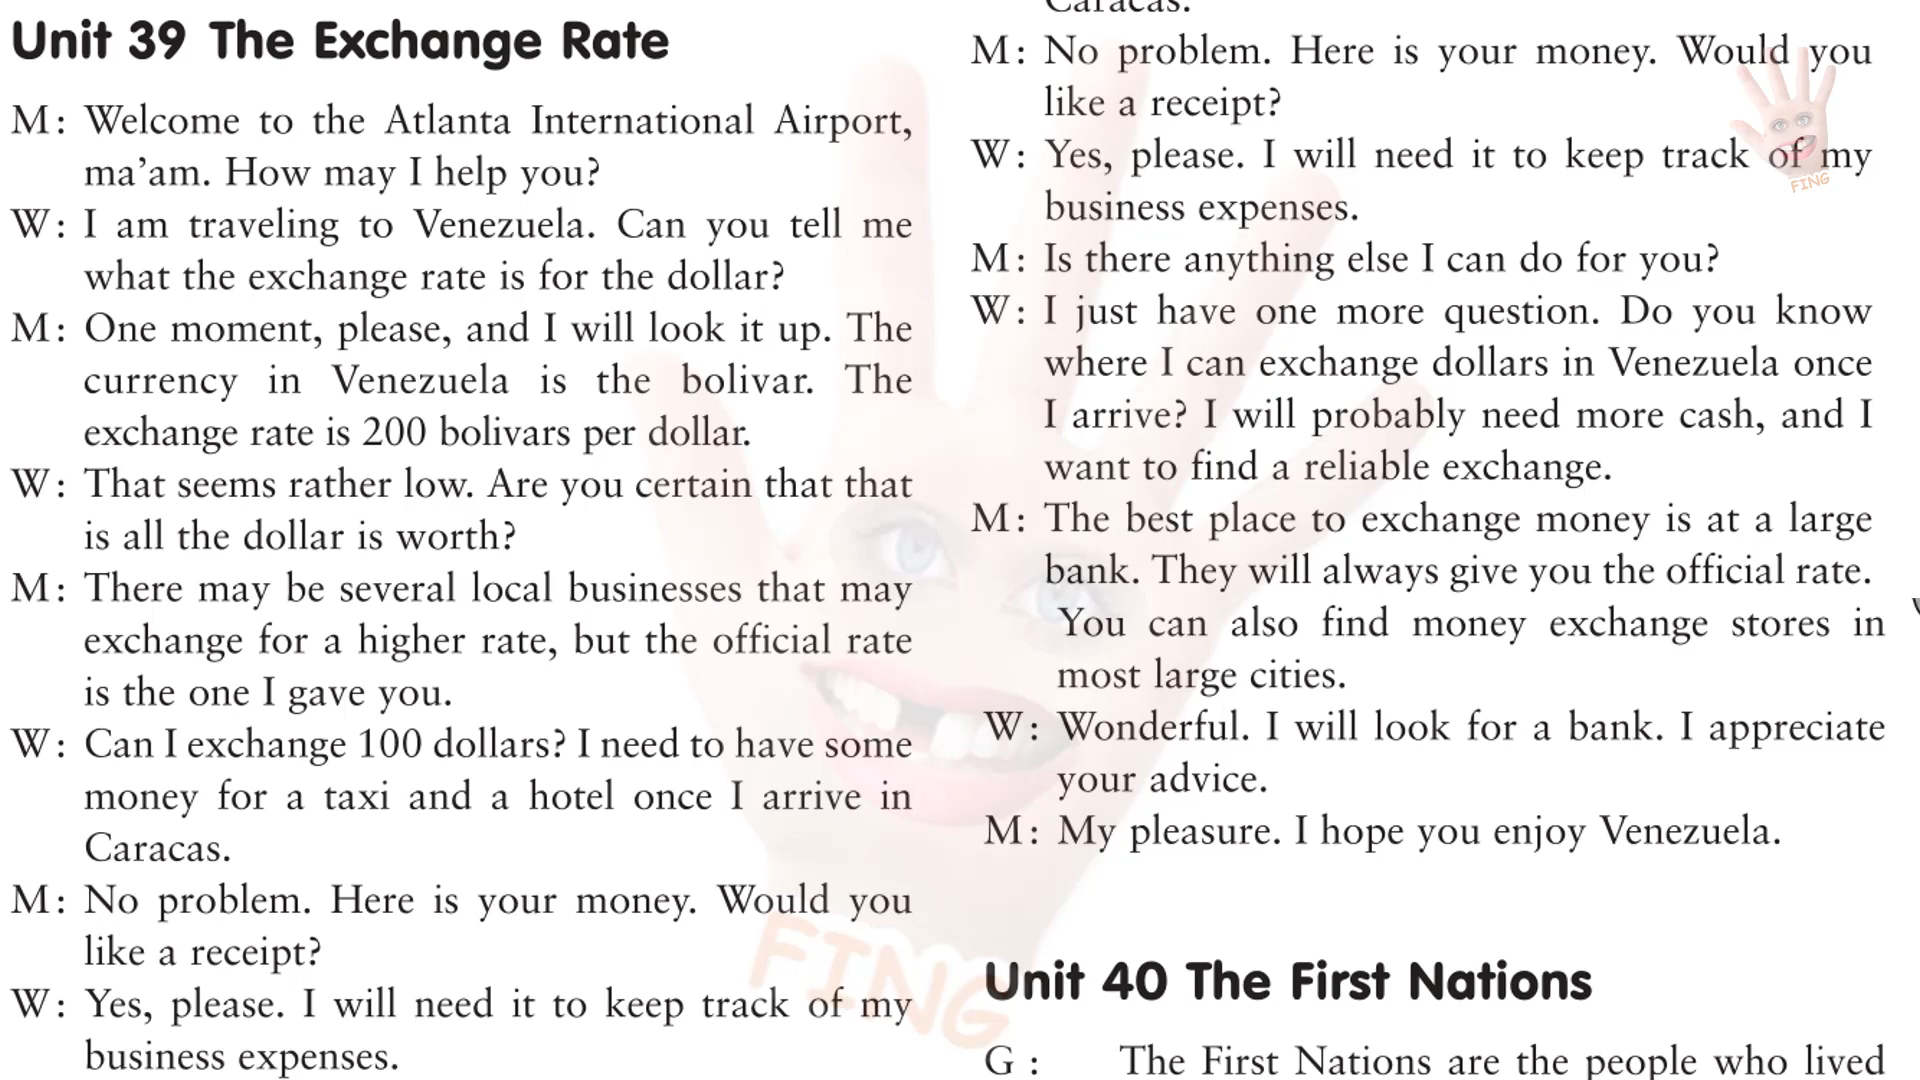 Unit 39 The Exchange Rate
M: Welcome to the Atlanta International Airport,
ma’am. How may I help you?
W: I am traveling to Venezuela. Can you tell me
what the exchange rate is for the dollar?
M: One moment, please, and I will look it up. The
currency in Venezuela is the bolivar. The
exchange rate is 200 bolivars per dollar.
W: That seems rather low. Are you certain that that
is all the dollar is worth?
M: There may be several local businesses that may
exchange for a higher rate, but the official rate
is the one I gave you.
W: Can I exchange 100 dollars? I need to have some
money for a taxi and a hotel once I arrive in
Caracas.
M: No problem. Here is your money. Would you
like a receipt?
W: Yes, please. I will need it to keep track of my
business expenses.
Caracas.
M: No problem. Here is your money. Would you
like a receipt?
W: Yes, please. I will need it to keep track of my
business expenses.
M: Is there anything else I can do for you?
W: I just have one more question. Do you know
where I can exchange dollars in Venezuela once
I arrive? I will probably need more cash, and I
want to find a reliable exchange.
M: The best place to exchange money is at a large
bank. They will always give you the official rate.
You can also find money exchange stores in
most large cities.
W: Wonderful. I will look for a bank. I appreciate
your advice.
M: My pleasure. I hope you enjoy Venezuela.
Unit 40 The First Nations
G: The First Nations are the people who lived
FING
FING